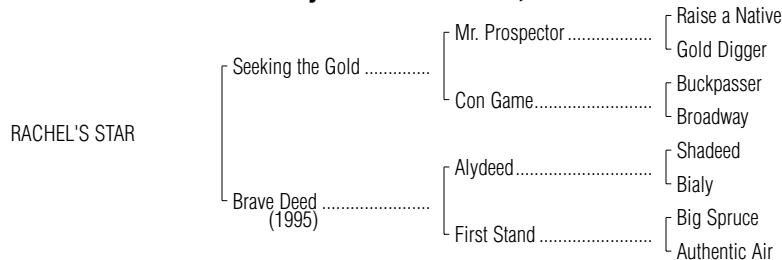 Mr. Prospector
Raise a Native
Gold Digger
Seeking the Gold
Con Game
Buckpasser
Broadway
RACHEL'S STAR
Brave Deed
(1995)
Alydeed
Shadeed
Bialy
First Stand
Big Spruce
Authentic Air